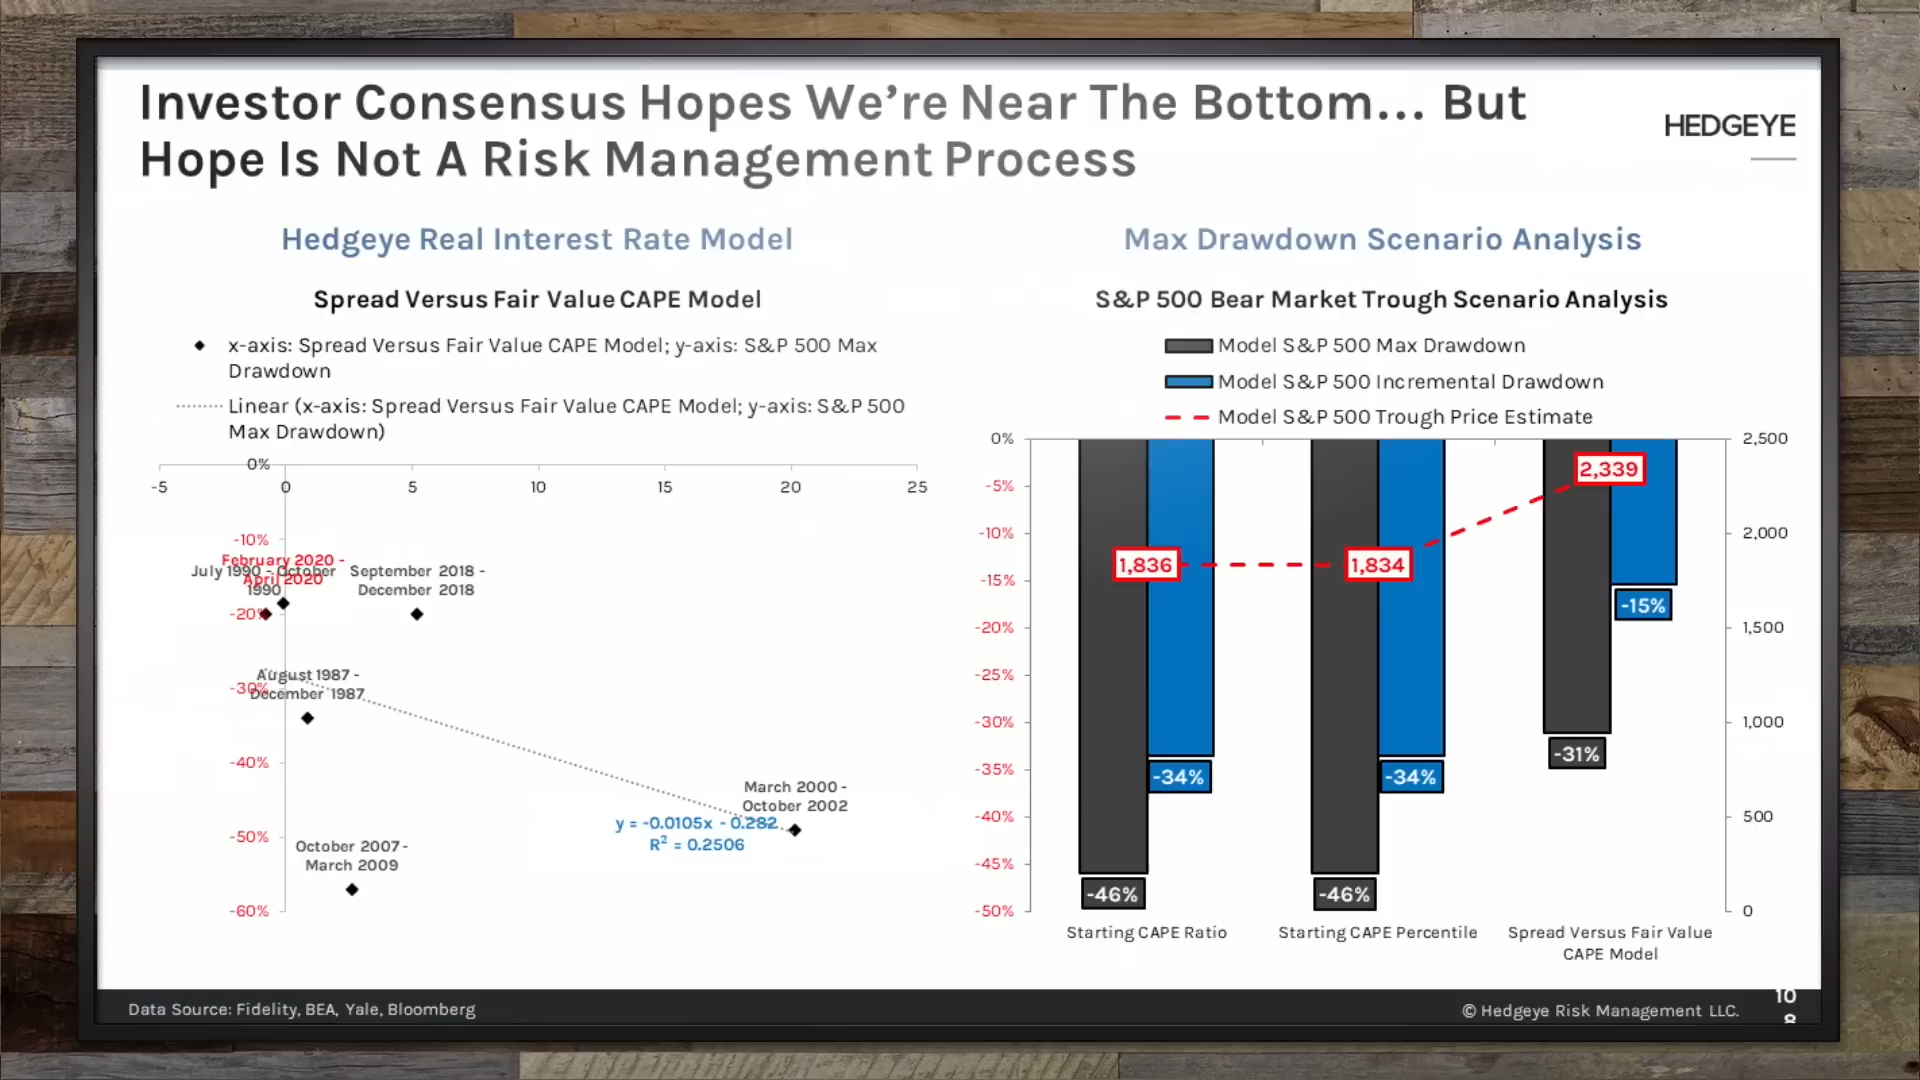 Investor Consensus Hopes We’re Near The Bottom… But
Hope Is Not A Risk Management Process
HEDGEYE
Hedgeye Real Interest Rate Model
Spread Versus Fair Value CAPE Model
x-axis: Spread Versus Fair Value CAPE Model; y-axis: S&P 500 Max
Drawdown
Linear (x-axis: Spread Versus Fair Value CAPE Model; y-axis: S&P 500
Max Drawdown)
0%
-5 0 5 10 15 20 25
-10%
February 2020 -
April 2020
July 1990 - October
1990
September 2018 -
December 2018
-20%
August 1987 -
December 1987
-30%
-40%
March 2000 -
October 2002
y = -0.0105x - 0.282
R² = 0.2506
-50%
October 2007 -
March 2009
-60%
Max Drawdown Scenario Analysis
S&P 500 Bear Market Trough Scenario Analysis
Model S&P 500 Max Drawdown
Model S&P 500 Incremental Drawdown
Model S&P 500 Trough Price Estimate
0%
-5%
-10%
-15%
-20%
-25%
-30%
-35%
-40%
-45%
-50%
2,500
2,000
1,500
1,000
500
0
1,836
1,834
2,339
-34%
-34%
-15%
-46%
-46%
-31%
Starting CAPE Ratio
Starting CAPE Percentile
Spread Versus Fair Value
CAPE Model
Data Source: Fidelity, BEA, Yale, Bloomberg
© Hedgeye Risk Management LLC.
10
8